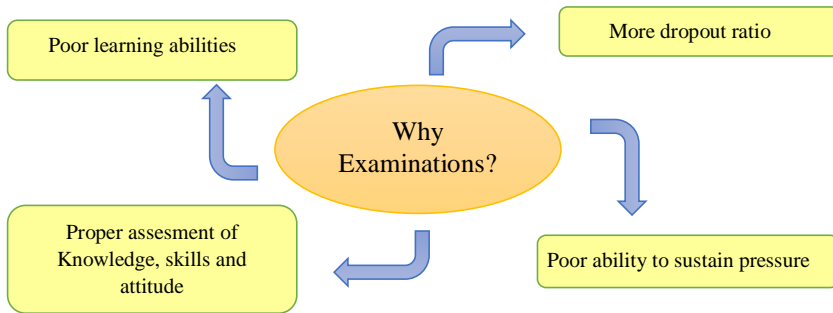 Poor learning abilities
More dropout ratio
Why
Examinations?
Proper assesment of
Knowledge, skills and
attitude
Poor ability to sustain pressure